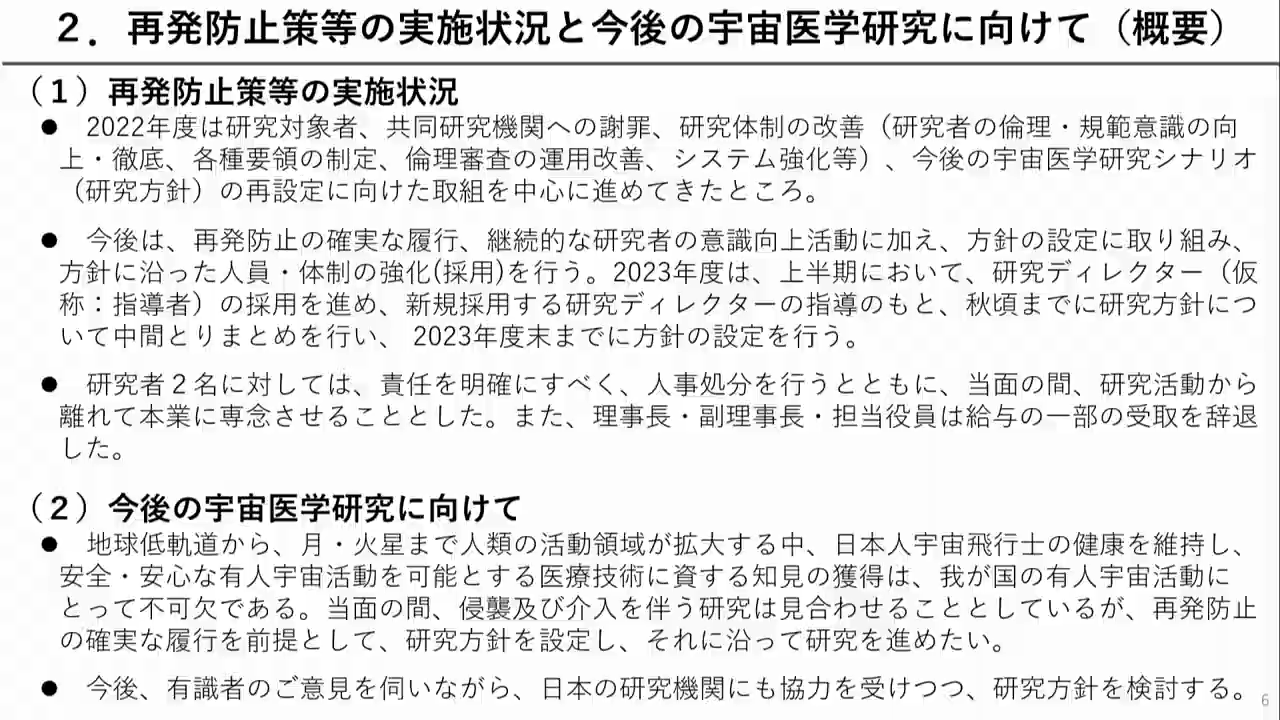 ２．再発防止策等の実施状況と今後の宇宙医学研究に向けて（概要）
（１）再発防止策等の実施状況
● 2022年度は研究対象者、共同研究機関への謝罪、研究体制の改善（研究者の倫理・規範意識の向
上・徹底、各種要領の制定、倫理審査の運用改善、システム強化等）、今後の宇宙医学研究シナリオ
（研究方針）の再設定に向けた取組を中心に進めてきたところ。
● 今後は、再発防止の確実な履行、継続的な研究者の意識向上活動に加え、方針の設定に取り組み、
方針に沿った人員・体制の強化(採用)を行う。2023年度は、上半期において、研究ディレクター（仮
称：指導者）の採用を進め、新規採用する研究ディレクターの指導のもと、秋頃までに研究方針につ
いて中間とりまとめを行い、 2023年度末までに方針の設定を行う。
● 研究者２名に対しては、責任を明確にすべく、人事処分を行うとともに、当面の間、研究活動から
離れて本業に専念させることとした。また、理事長・副理事長・担当役員は給与の一部の受取を辞退
した。
（２）今後の宇宙医学研究に向けて
● 地球低軌道から、月・火星まで人類の活動領域が拡大する中、日本人宇宙飛行士の健康を維持し、
安全・安心な有人宇宙活動を可能とする医療技術に資する知見の獲得は、我が国の有人宇宙活動に
とって不可欠である。当面の間、侵襲及び介入を伴う研究は見合わせることとしているが、再発防止
の確実な履行を前提として、研究方針を設定し、それに沿って研究を進めたい。
● 今後、有識者のご意見を伺いながら、日本の研究機関にも協力を受けつつ、研究方針を検討する。
6